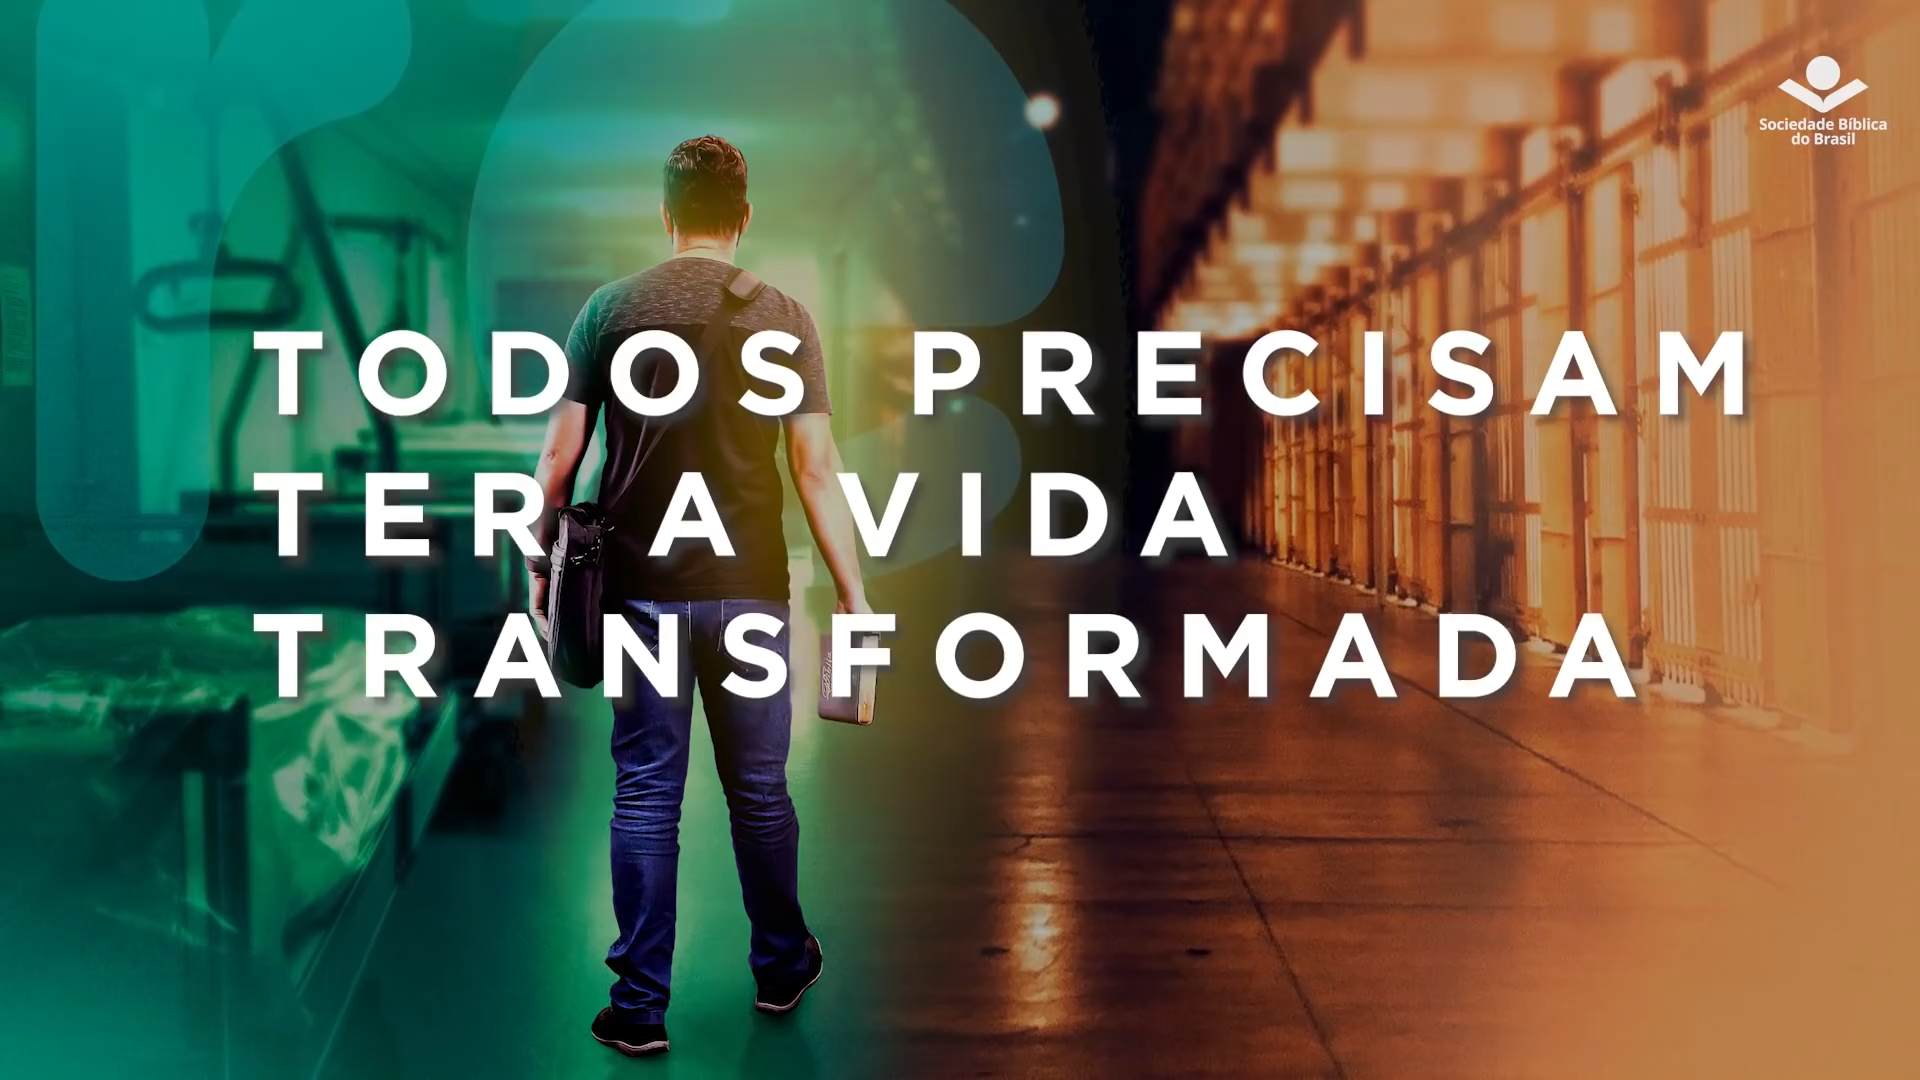 Sociedade Bíblica
do Brasil
TODOS PRECISAM
TER A VIDA
TRANSFORMADA